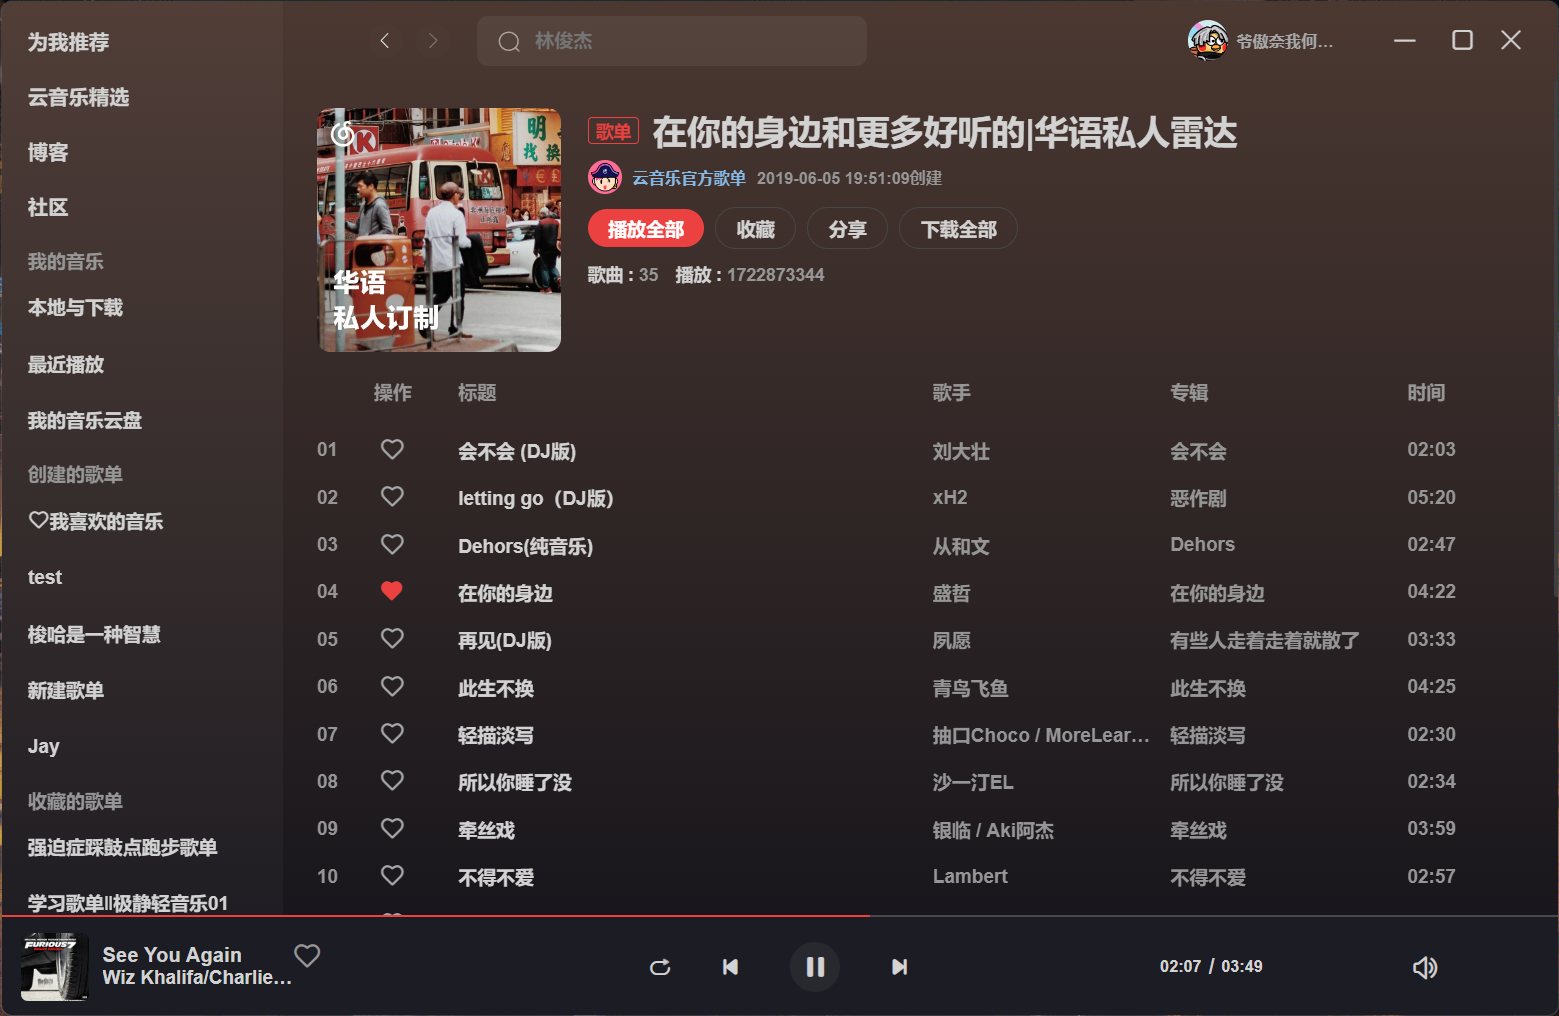 为我推荐
云音乐精选
博客
社区
我的音乐
本地与下载
最近播放
我的音乐云盘
创建的歌单
我喜欢的音乐
test
梭哈是一种智慧
新建歌单
Jay
收藏的歌单
强迫症踩鼓点跑步歌单
学习歌单||极静轻音乐01
林俊杰
爷傲奈我何...
明
找换
华语
私人订制
歌单 在你的身边和更多好听的|华语私人雷达
云音乐官方歌单 2019-06-05 19:51:09创建
播放全部 收藏 分享 下载全部
歌曲 : 35 播放 : 1722873344
操作 标题 歌手 专辑 时间
01 会不会 (DJ版) 刘大壮 会不会 02:03
02 letting go（DJ版） xH2 恶作剧 05:20
03 Dehors(纯音乐) 从和文 Dehors 02:47
04 在你的身边 盛哲 在你的身边 04:22
05 再见(DJ版) 夙愿 有些人走着走着就散了 03:33
06 此生不换 青鸟飞鱼 此生不换 04:25
07 轻描淡写 抽口Choco / MoreLear... 轻描淡写 02:30
08 所以你睡了没 沙一汀EL 所以你睡了没 02:34
09 牵丝戏 银临 / Aki阿杰 牵丝戏 03:59
10 不得不爱 Lambert 不得不爱 02:57
FURIOUS7
See You Again
Wiz Khalifa/Charlie...
02:07 / 03:49